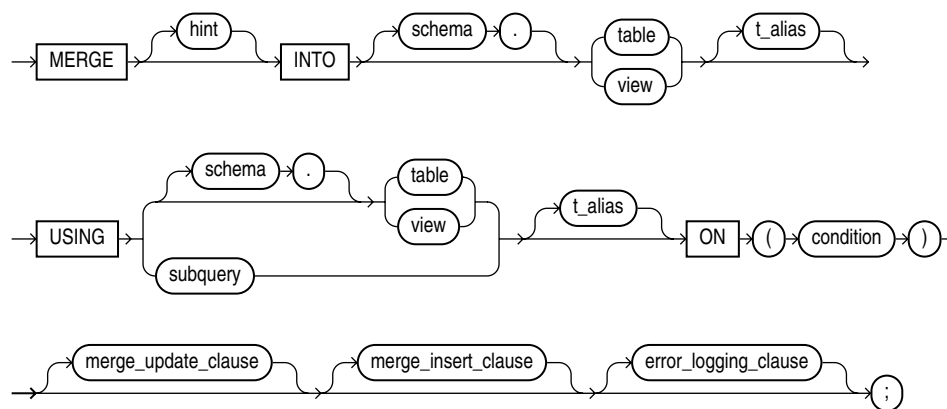 hint schema . table t_alias
MERGE INTO
view
schema . table
t_alias
USING view ON ( condition )
subquery
merge_update_clause merge_insert_clause error_logging_clause
;